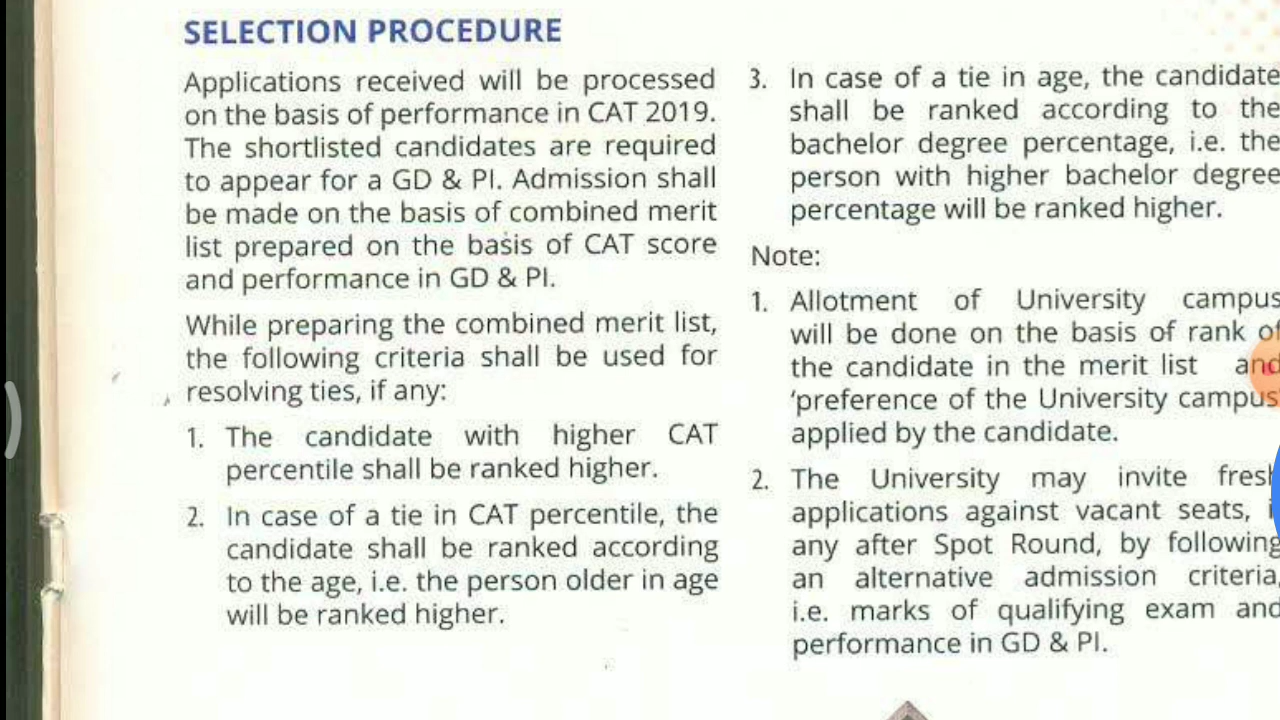 SELECTION PROCEDURE
Applications received will be processed
on the basis of performance in CAT 2019.
The shortlisted candidates are required
to appear for a GD & PI. Admission shall
be made on the basis of combined merit
list prepared on the basis of CAT score
and performance in GD & PI.
While preparing the combined merit list,
the following criteria shall be used for
resolving ties, if any:
1. The candidate with higher CAT
percentile shall be ranked higher.
2. In case of a tie in CAT percentile, the
candidate shall be ranked according
to the age, i.e. the person older in age
will be ranked higher.
3. In case of a tie in age, the candidate
shall be ranked according to the
bachelor degree percentage, i.e. the
person with higher bachelor degree
percentage will be ranked higher.
Note:
1. Allotment of University campus
will be done on the basis of rank of
the candidate in the merit list and
‘preference of the University campus’
applied by the candidate.
2. The University may invite fresh
applications against vacant seats,
any after Spot Round, by following
an alternative admission criteria,
i.e. marks of qualifying exam and
performance in GD & PI.